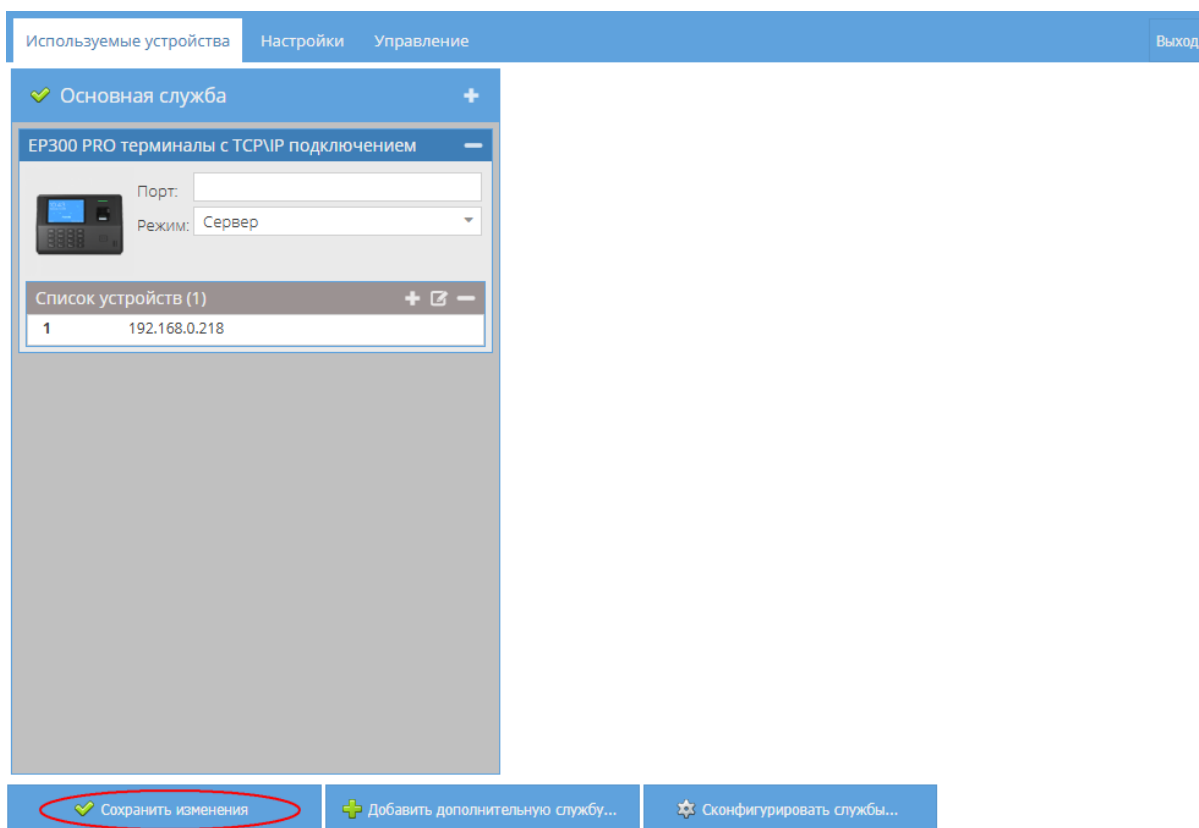 Используемые устройства Настройки Управление Выход
Основная служба
EP300 PRO терминалы с TCP\IP подключением
Порт:
Режим: Сервер
Список устройств (1)
1 192.168.0.218
Сохранить изменения Добавить дополнительную службу... Сконфигурировать службы...